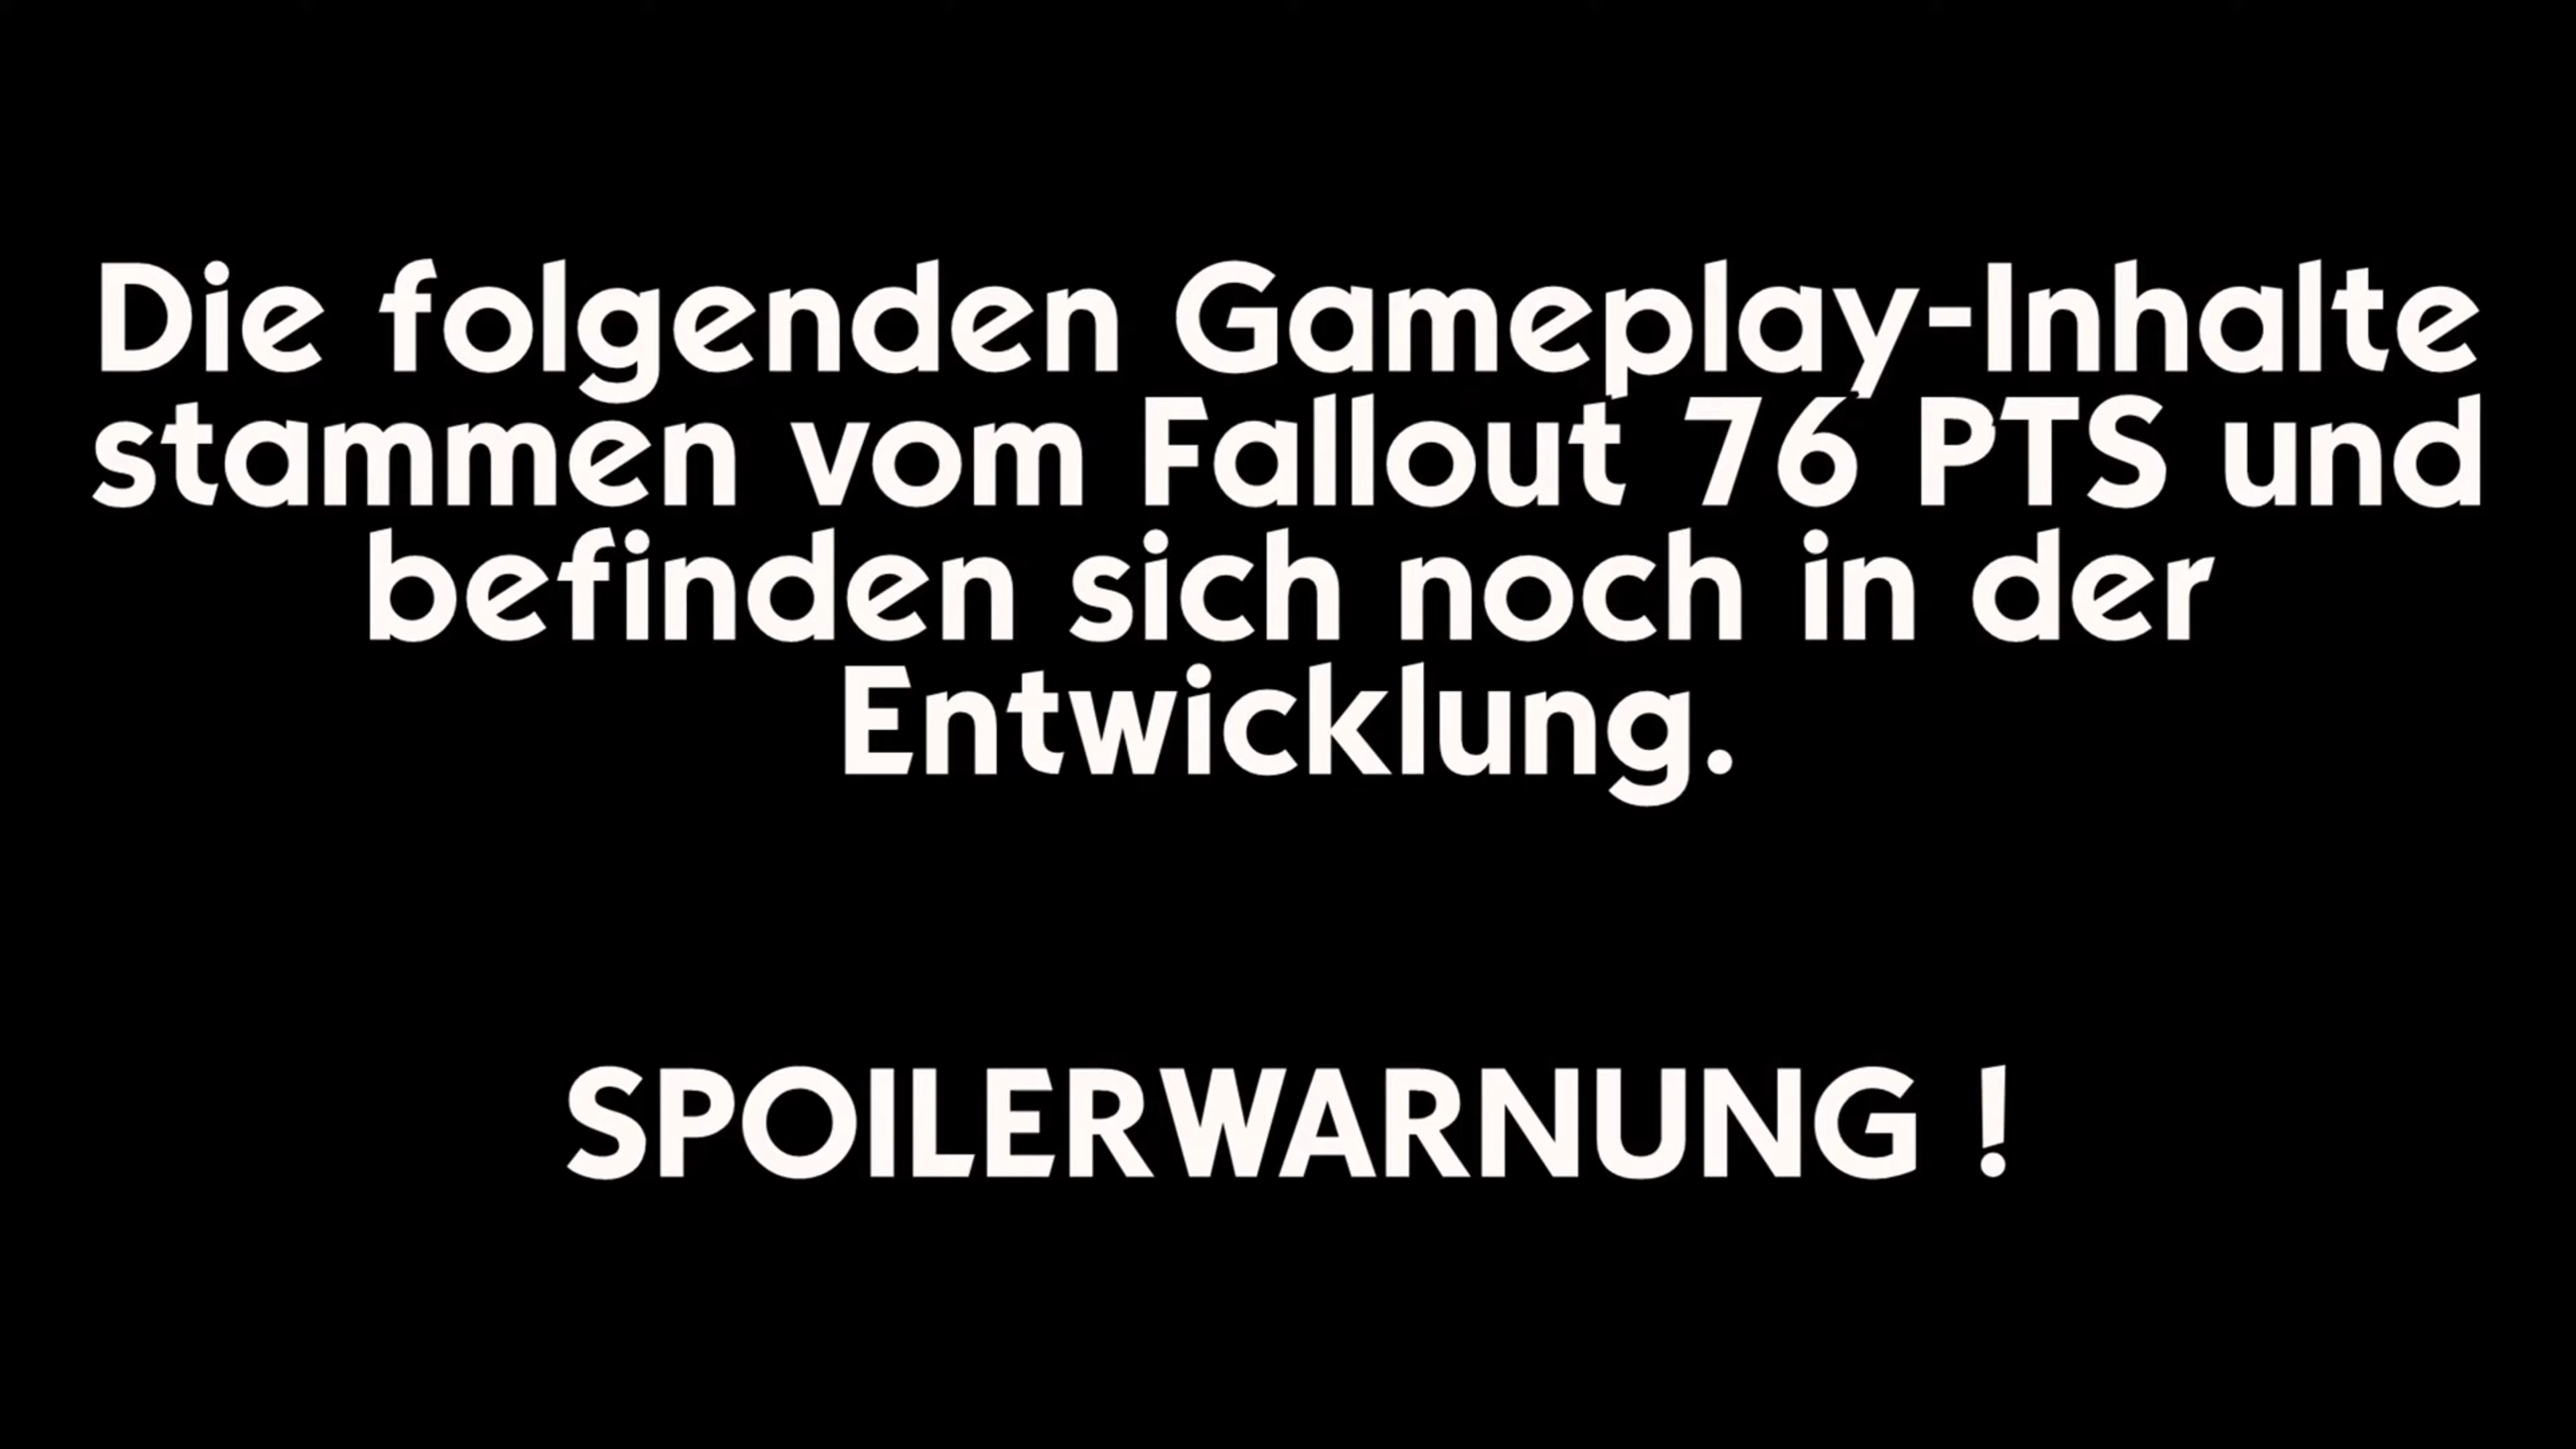 Die folgenden Gameplay-Inhalte
stammen vom Fallout 76 PTS und
befinden sich noch in der
Entwicklung.
SPOILERWARNUNG !